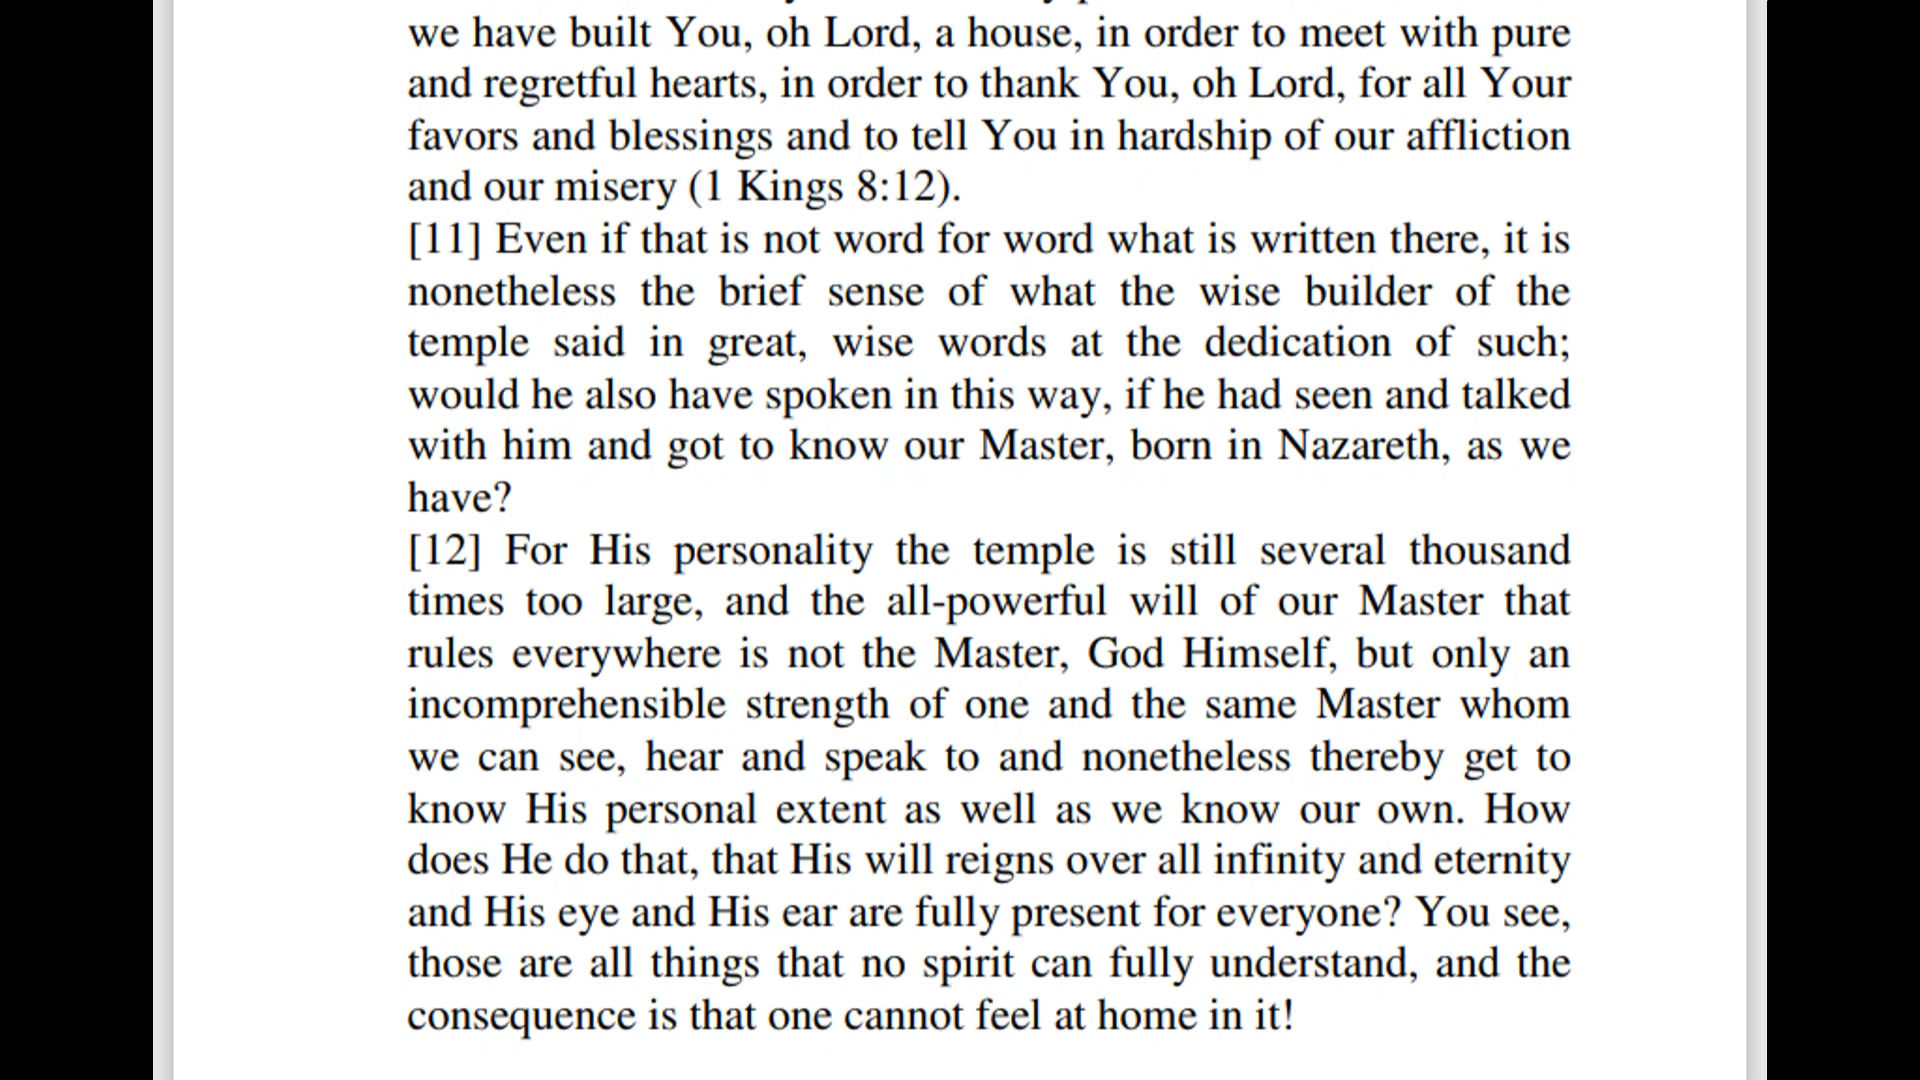 we have built You, oh Lord, a house, in order to meet with pure
and regretful hearts, in order to thank You, oh Lord, for all Your
favors and blessings and to tell You in hardship of our affliction
and our misery (1 Kings 8:12).
[11] Even if that is not word for word what is written there, it is
nonetheless the brief sense of what the wise builder of the
temple said in great, wise words at the dedication of such;
would he also have spoken in this way, if he had seen and talked
with him and got to know our Master, born in Nazareth, as we
have?
[12] For His personality the temple is still several thousand
times too large, and the all-powerful will of our Master that
rules everywhere is not the Master, God Himself, but only an
incomprehensible strength of one and the same Master whom
we can see, hear and speak to and nonetheless thereby get to
know His personal extent as well as we know our own. How
does He do that, that His will reigns over all infinity and eternity
and His eye and His ear are fully present for everyone? You see,
those are all things that no spirit can fully understand, and the
consequence is that one cannot feel at home in it!